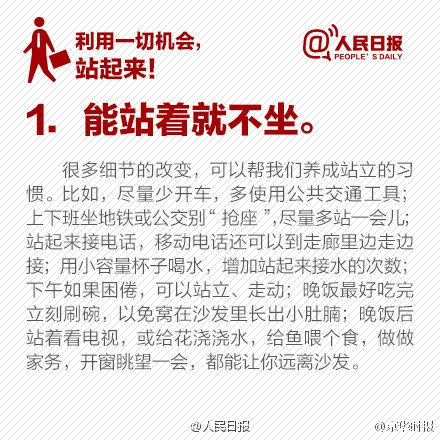 利用一切机会，
站起来！
@人民日报
PEOPLE'S DAILY
1. 能站着就不坐。
很多细节的改变，可以帮我们养成站立的习
惯。比如，尽量少开车，多使用公共交通工具；
上下班坐地铁或公交别“抢座”，尽量多站一会儿；
站起来接电话，移动电话还可以到走廊里边走边
接；用小容量杯子喝水，增加站起来接水的次数；
下午如果困倦，可以站立、走动；晚饭最好吃完
立刻刷碗，以免窝在沙发里长出小肚腩；晚饭后
站着看电视，或给花浇浇水，给鱼喂个食，做做
家务，开窗眺望一会，都能让你远离沙发。
@人民日报
@京华时报